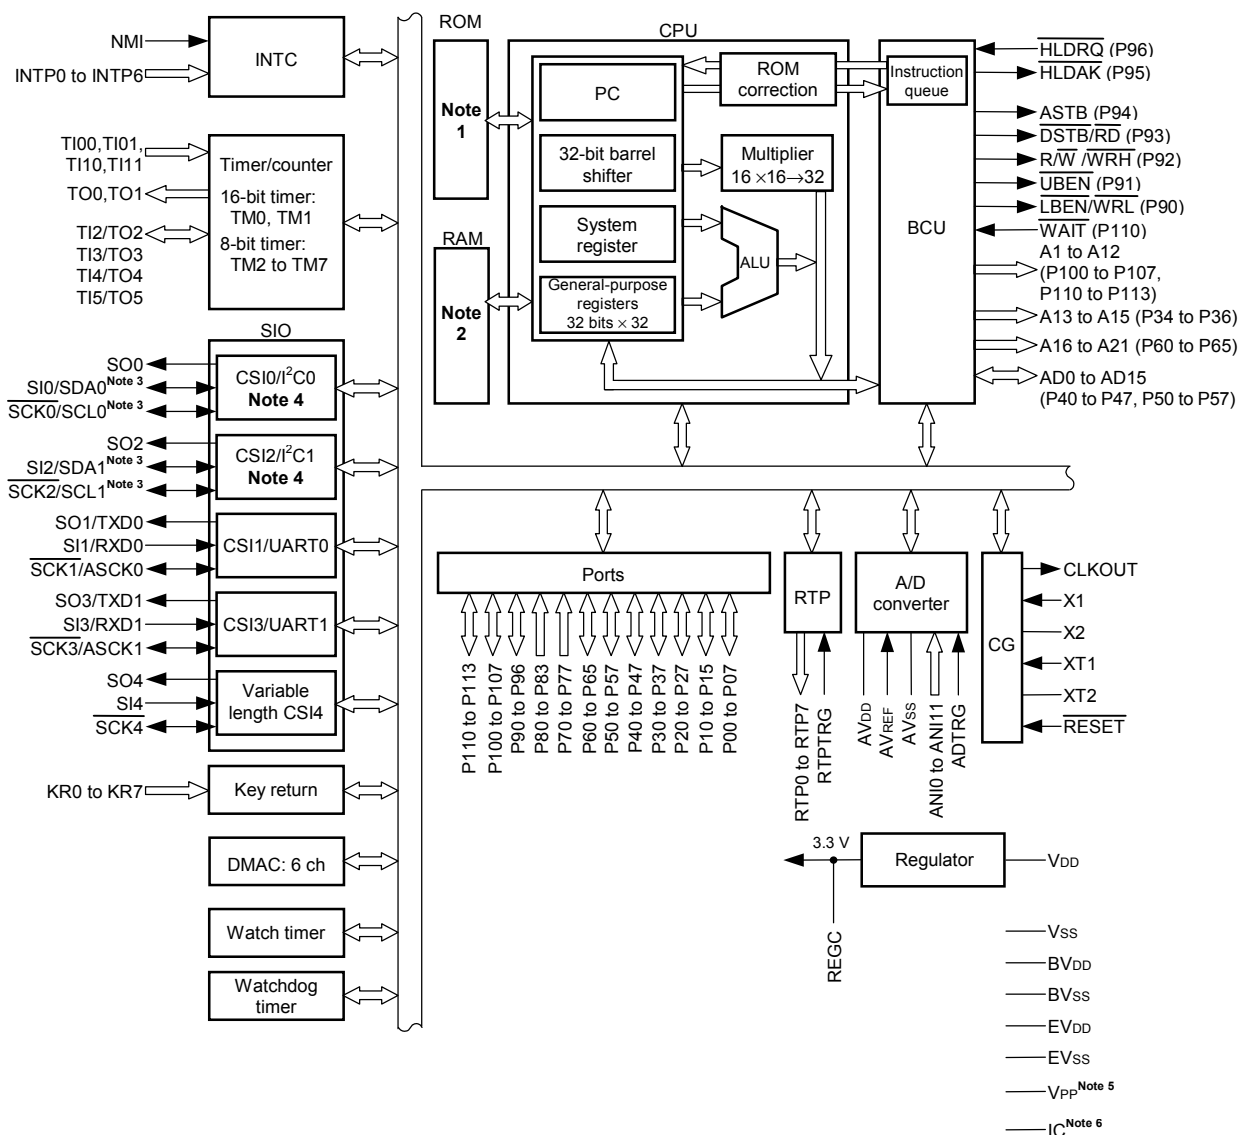 ROM
CPU
NMI
INTP0 to INTP6
INTC
Note
1
PC
ROM
correction
Instruction
queue
HLDRQ (P96)
HLDAK (P95)
ASTB (P94)
DSTB/RD (P93)
R/W /WRH (P92)
UBEN (P91)
LBEN/WRL (P90)
WAIT (P110)
A1 to A12
(P100 to P107,
P110 to P113)
A13 to A15 (P34 to P36)
A16 to A21 (P60 to P65)
AD0 to AD15
(P40 to P47, P50 to P57)
TI00,TI01,
TI10,TI11
TO0,TO1
TI2/TO2
TI3/TO3
TI4/TO4
TI5/TO5
Timer/counter
16-bit timer:
TM0, TM1
8-bit timer:
TM2 to TM7
32-bit barrel
shifter
Multiplier
16 ×16→32
BCU
System
register
ALU
RAM
Note
2
General-purpose
registers
32 bits × 32
SIO
SO0
SI0/SDA0Note 3
SCK0/SCL0Note 3
CSI0/I²C0
Note 4
SO2
SI2/SDA1Note 3
SCK2/SCL1Note 3
CSI2/I²C1
Note 4
SO1/TXD0
SI1/RXD0
SCK1/ASCK0
CSI1/UART0
SO3/TXD1
SI3/RXD1
SCK3/ASCK1
CSI3/UART1
SO4
SI4
SCK4
Variable
length CSI4
KR0 to KR7
Key return
DMAC: 6 ch
Watch timer
Watchdog
timer
Ports
P110 to P113
P100 to P107
P90 to P96
P80 to P83
P70 to P77
P60 to P65
P50 to P57
P40 to P47
P30 to P37
P20 to P27
P10 to P15
P00 to P07
RTP
RTP0 to RTP7
RTPTRG
A/D
converter
AVDD
AVREF
AVSS
ANI0 to ANI11
ADTRG
CG
CLKOUT
X1
X2
XT1
XT2
RESET
3.3 V
Regulator
VDD
REGC
VSS
BVDD
BVSS
EVDD
EVSS
VPPNote 5
ICNote 6